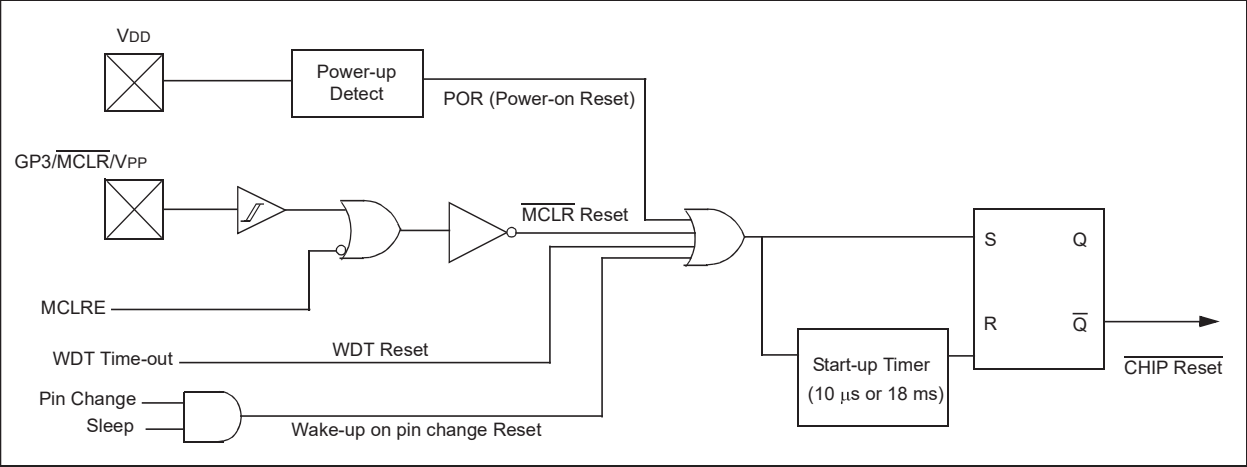 VDD
Power-up
Detect
POR (Power-on Reset)
GP3/MCLR/VPP
MCLR Reset
MCLRE
WDT Time-out
WDT Reset
Pin Change
Sleep
Wake-up on pin change Reset
S
Q
R
Q
Start-up Timer
(10 µs or 18 ms)
CHIP Reset